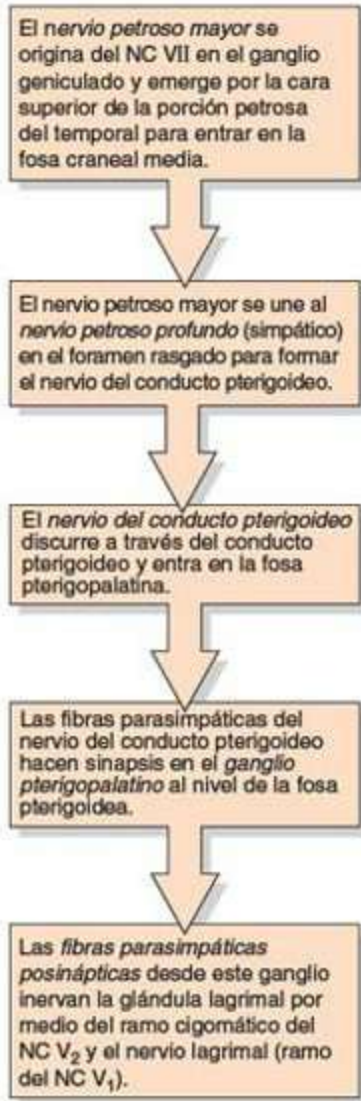 El nervio petroso mayor se
origina del NC VII en el ganglio
geniculado y emerge por la cara
superior de la porción petrosa
del temporal para entrar en la
fosa craneal media.
El nervio petroso mayor se une al
nervio petroso profundo (simpático)
en el foramen rasgado para formar
el nervio del conducto pterigoideo.
El nervio del conducto pterigoideo
discurre a través del conducto
pterigoideo y entra en la fosa
pterigopalatina.
Las fibras parasimpáticas del
nervio del conducto pterigoideo
hacen sinapsis en el ganglio
pterigopalatino al nivel de la fosa
pterigoidea.
Las fibras parasimpáticas
posinápticas desde este ganglio
inervan la glándula lagrimal por
medio del ramo cigomático del
NC V₂ y el nervio lagrimal (ramo
del NC V₁).